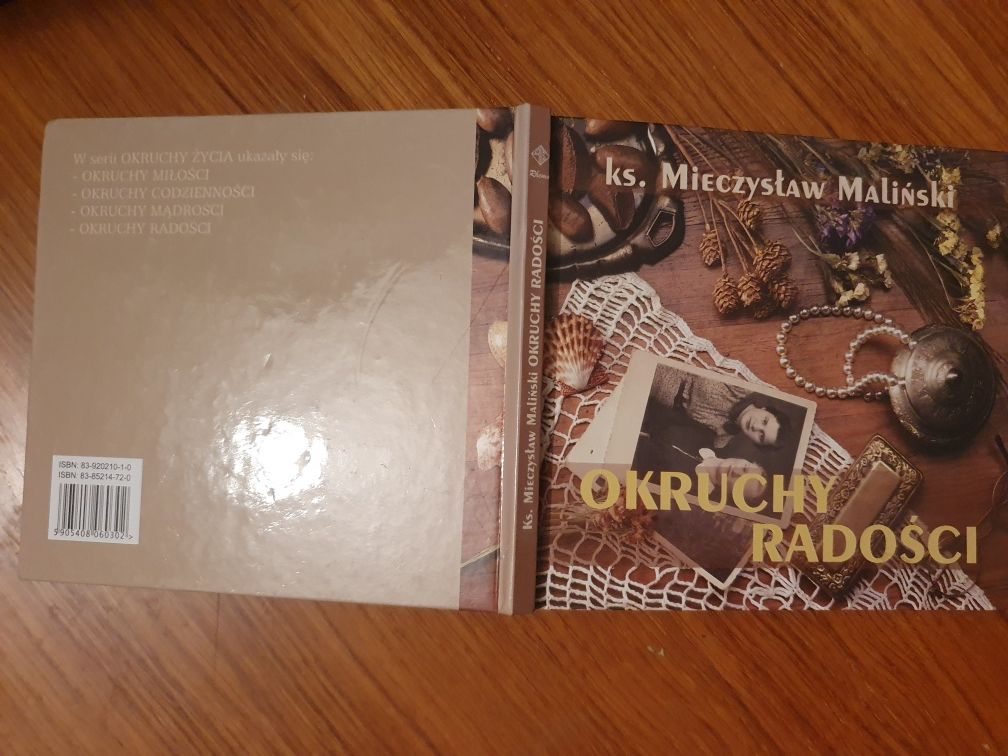 W serii OKRUCHY ŻYCIA ukazały się:
- OKRUCHY MIŁOŚCI
- OKRUCHY CODZIENNOŚCI
- OKRUCHY MĄDROŚCI
- OKRUCHY RADOŚCI
ISBN: 83-920210-1-0
ISBN: 83-85214-72-0
5905408060302>
Ks. Mieczysław Maliński OKRUCHY RADOŚCI
ks. Mieczysław Maliński
OKRUCHY
RADOŚCI